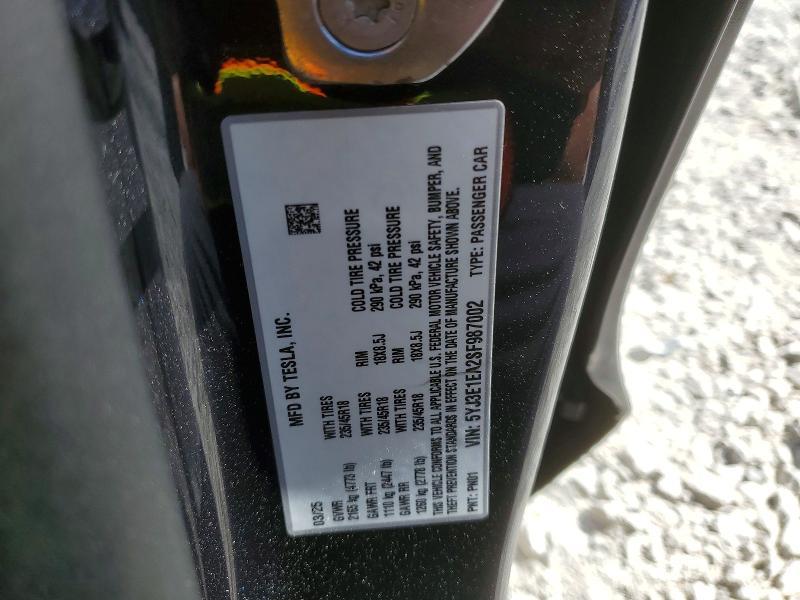 MFD BY TESLA, INC.
03/25
GVWR WITH TIRES RIM COLD TIRE PRESSURE
2165 kg (4773 lb) 235/45R18 18X8.5J 290 kPa, 42 psi
GAWR FRT WITH TIRES RIM COLD TIRE PRESSURE
1110 kg (2447 lb) 235/45R18 18X8.5J 290 kPa, 42 psi
GAWR RR WITH TIRES
1260 kg (2778 lb) 235/45R18
THIS VEHICLE CONFORMS TO ALL APPLICABLE U.S. FEDERAL MOTOR VEHICLE SAFETY, BUMPER, AND
THEFT PREVENTION STANDARDS IN EFFECT ON THE DATE OF MANUFACTURE SHOWN ABOVE.
PNT: PN01 VIN: 5YJ3E1EA2SF987002 TYPE: PASSENGER CAR